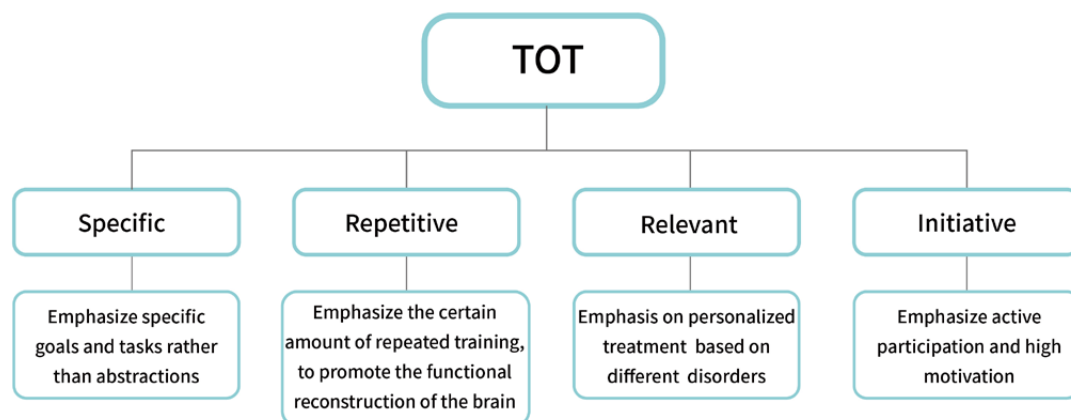 TOT
Specific
Repetitive
Relevant
Initiative
Emphasize specific
goals and tasks rather
than abstractions
Emphasize the certain
amount of repeated training,
to promote the functional
reconstruction of the brain
Emphasis on personalized
treatment based on
different disorders
Emphasize active
participation and high
motivation